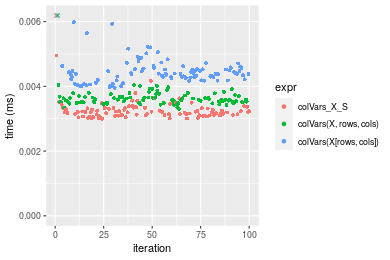 0.006
0.004
0.002
0.000
time (ms)
0
25
50
75
100
iteration
expr
colVars_X_S
colVars(X, rows, cols)
colVars(X[rows, cols])